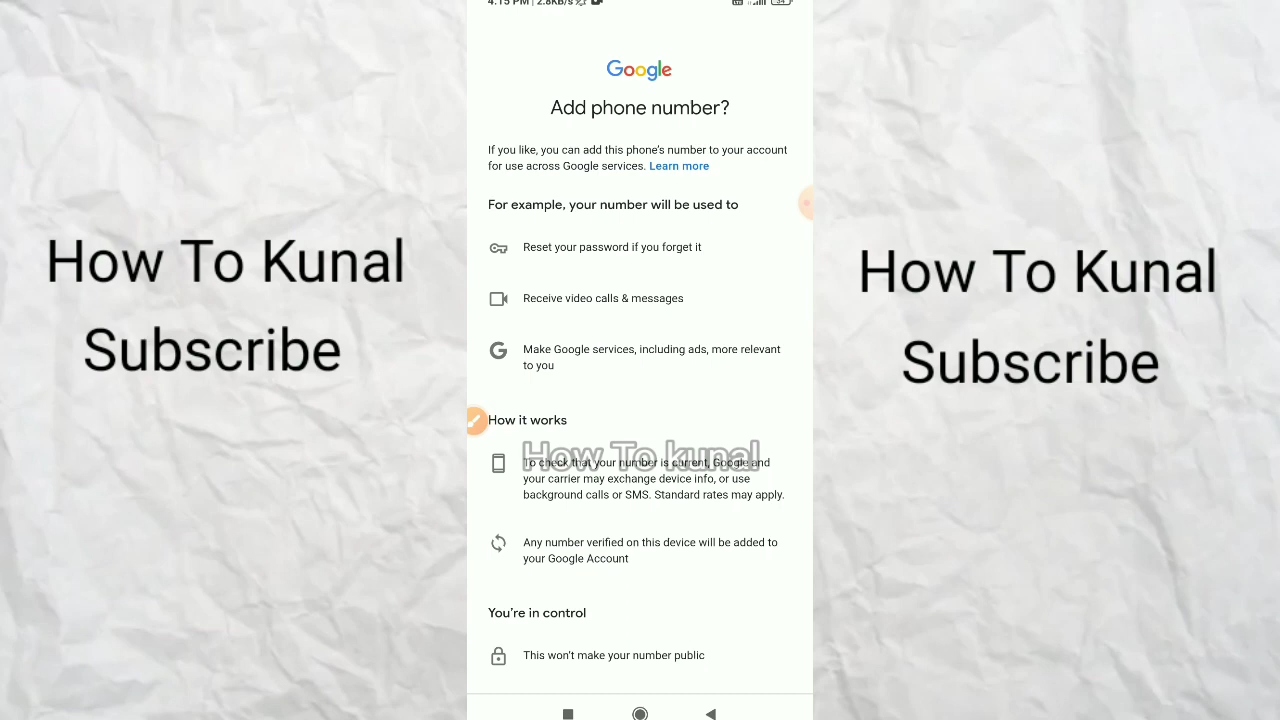 4:15 PM | 2.8KB/s
Google
Add phone number?
If you like, you can add this phone's number to your account
for use across Google services. Learn more
For example, your number will be used to
Reset your password if you forget it
Receive video calls & messages
Make Google services, including ads, more relevant
to you
How it works
To check that your number is current, Google and
your carrier may exchange device info, or use
background calls or SMS. Standard rates may apply.
How To kunal
Any number verified on this device will be added to
your Google Account
You're in control
This won't make your number public
How To Kunal
Subscribe
How To Kunal
Subscribe